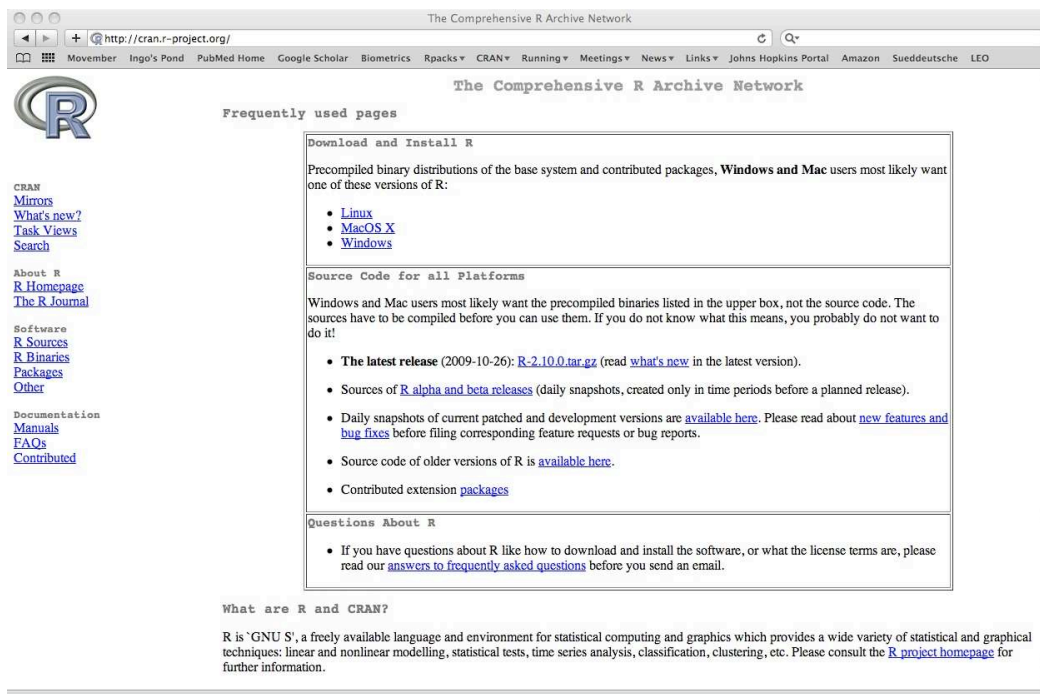 The Comprehensive R Archive Network
http://cran.r-project.org/
Movember Ingo's Pond PubMed Home Google Scholar Biometrics Rpacks▾ CRAN▾ Running▾ Meetings▾ News▾ Links▾ Johns Hopkins Portal Amazon Sueddeutsche LEO
R
CRAN
Mirrors
What's new?
Task Views
Search
About R
R Homepage
The R Journal
Software
R Sources
R Binaries
Packages
Other
Documentation
Manuals
FAQs
Contributed
The Comprehensive R Archive Network
Frequently used pages
Download and Install R
Precompiled binary distributions of the base system and contributed packages, Windows and Mac users most likely want
one of these versions of R:
• Linux
• MacOS X
• Windows
Source Code for all Platforms
Windows and Mac users most likely want the precompiled binaries listed in the upper box, not the source code. The
sources have to be compiled before you can use them. If you do not know what this means, you probably do not want to
do it!
• The latest release (2009-10-26): R-2.10.0.tar.gz (read what's new in the latest version).
• Sources of R alpha and beta releases (daily snapshots, created only in time periods before a planned release).
• Daily snapshots of current patched and development versions are available here. Please read about new features and
bug fixes before filing corresponding feature requests or bug reports.
• Source code of older versions of R is available here.
• Contributed extension packages
Questions About R
• If you have questions about R like how to download and install the software, or what the license terms are, please
read our answers to frequently asked questions before you send an email.
What are R and CRAN?
R is `GNU S', a freely available language and environment for statistical computing and graphics which provides a wide variety of statistical and graphical
techniques: linear and nonlinear modelling, statistical tests, time series analysis, classification, clustering, etc. Please consult the R project homepage for
further information.